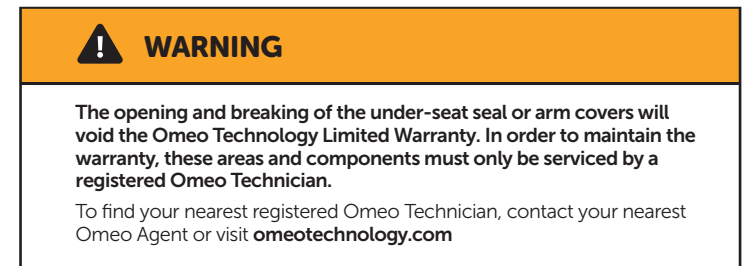 WARNING
The opening and breaking of the under-seat seal or arm covers will
void the Omeo Technology Limited Warranty. In order to maintain the
warranty, these areas and components must only be serviced by a
registered Omeo Technician.
To find your nearest registered Omeo Technician, contact your nearest
Omeo Agent or visit omeotechnology.com